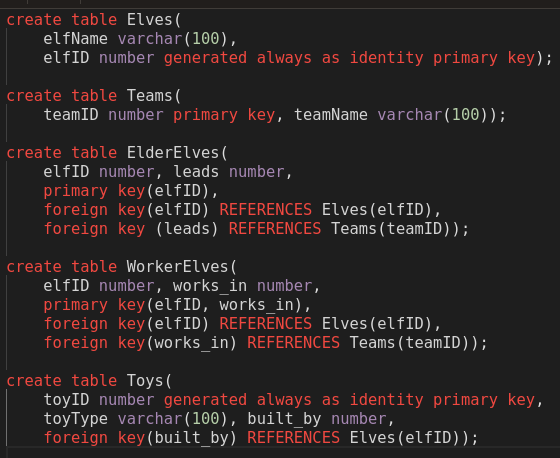 create table Elves(
    elfName varchar(100),
    elfID number generated always as identity primary key);
create table Teams(
    teamID number primary key, teamName varchar(100));
create table ElderElves(
    elfID number, leads number,
    primary key(elfID),
    foreign key(elfID) REFERENCES Elves(elfID),
    foreign key (leads) REFERENCES Teams(teamID));
create table WorkerElves(
    elfID number, works_in number,
    primary key(elfID, works_in),
    foreign key(elfID) REFERENCES Elves(elfID),
    foreign key(works_in) REFERENCES Teams(teamID));
create table Toys(
    toyID number generated always as identity primary key,
    toyType varchar(100), built_by number,
    foreign key(built_by) REFERENCES Elves(elfID));